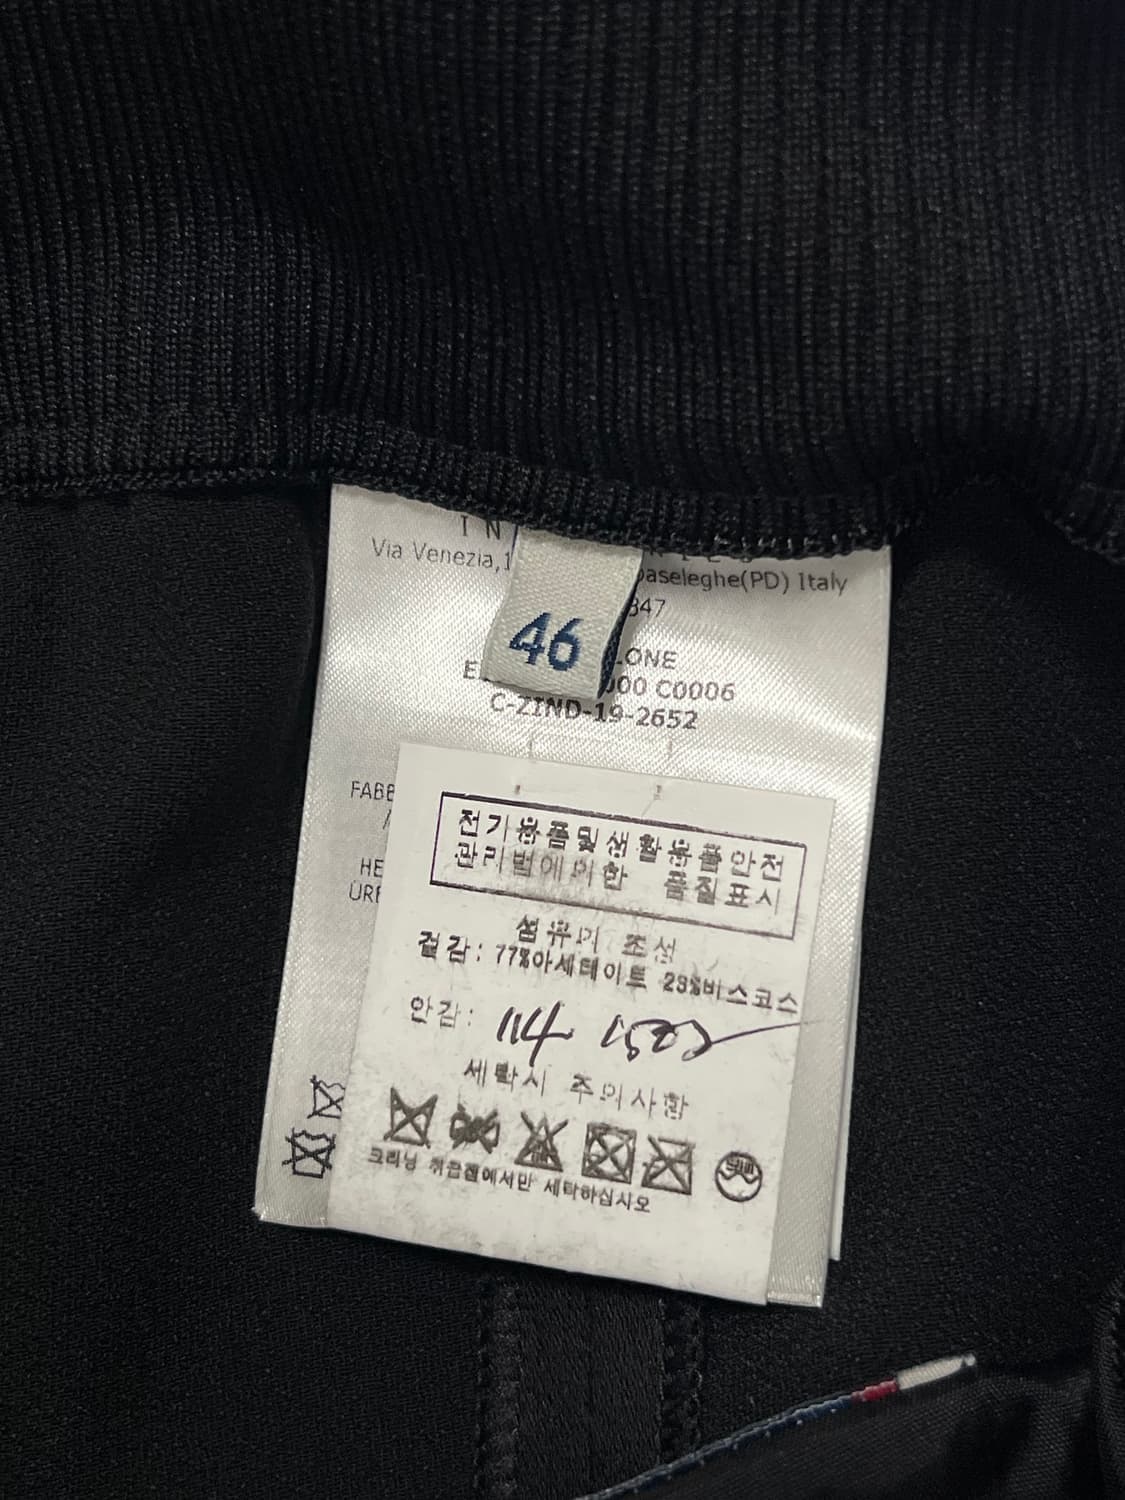 I N
Via Venezia,1 baseleghe(PD) Italy
347
46
LONE
000 C0006
C-ZIND-19-2652
FABB
HE
전기용품및생활용품안전
관리법에의한 품질표시
섬유의 조성
겉감: 77%아세테이트 23%비스코스
안감:
세탁시 주의사항
크리닝 취급점에서만 세탁하십시오